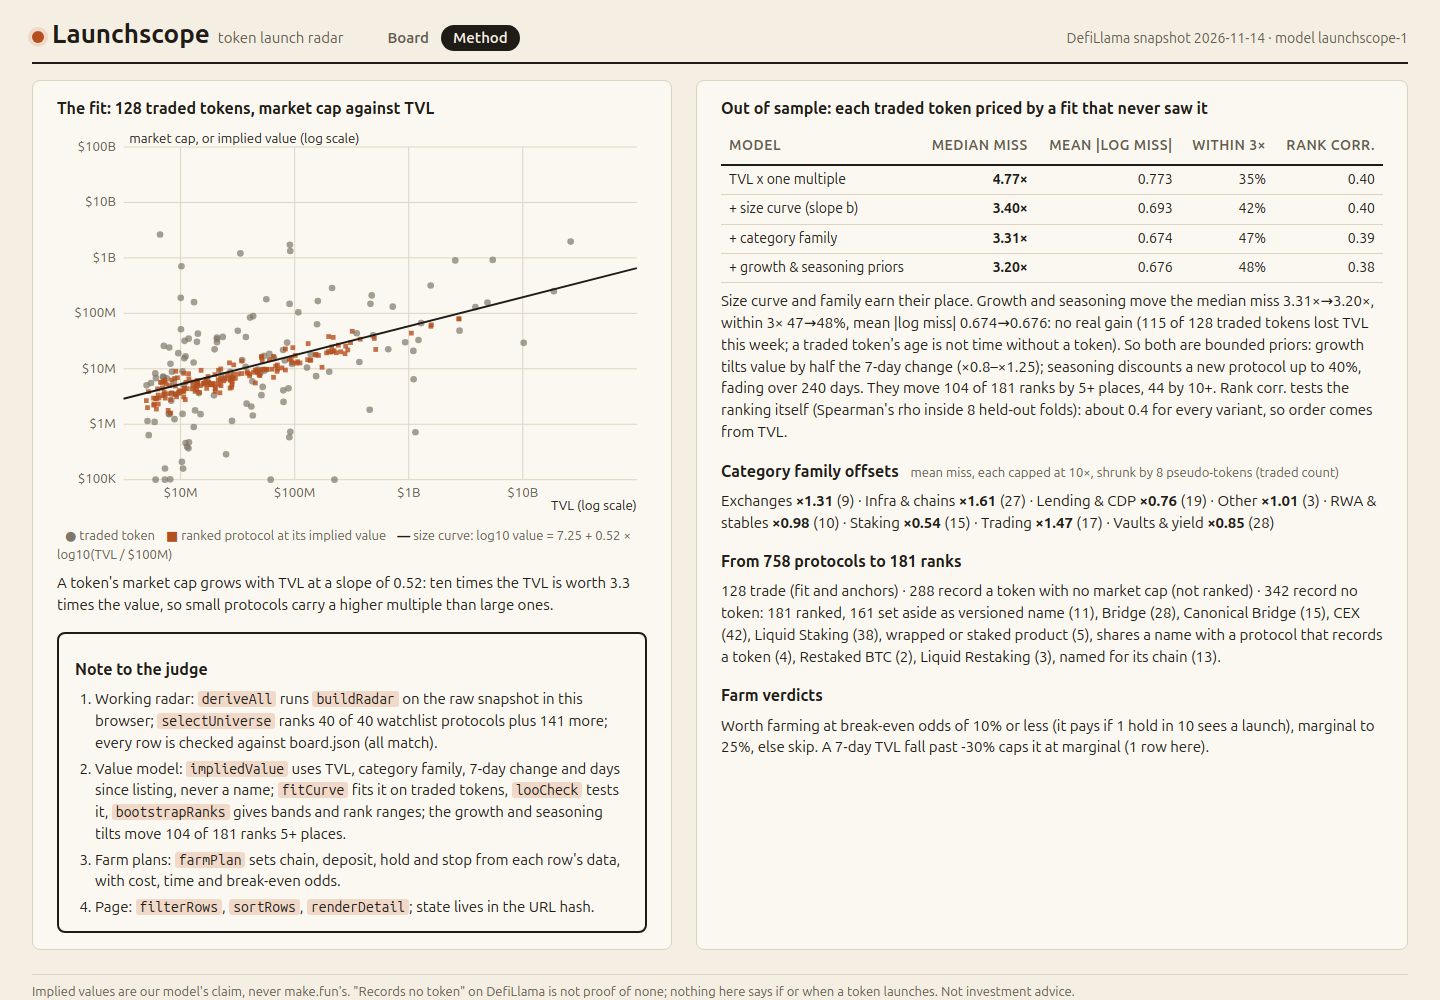 Launchscope token launch radar Board Method DefiLlama snapshot 2026-11-14 · model launchscope-1
The fit: 128 traded tokens, market cap against TVL
market cap, or implied value (log scale)
$100B
$10B
$1B
$100M
$10M
$1M
$100K
$10M $100M $1B $10B
TVL (log scale)
traded token ranked protocol at its implied value size curve: log10 value = 7.25 + 0.52 ×
log10(TVL / $100M)
A token's market cap grows with TVL at a slope of 0.52: ten times the TVL is worth 3.3
times the value, so small protocols carry a higher multiple than large ones.
Note to the judge
1. Working radar: deriveAll runs buildRadar on the raw snapshot in this
browser; selectUniverse ranks 40 of 40 watchlist protocols plus 141 more;
every row is checked against board.json (all match).
2. Value model: impliedValue uses TVL, category family, 7-day change and days
since listing, never a name; fitCurve fits it on traded tokens, looCheck tests
it, bootstrapRanks gives bands and rank ranges; the growth and seasoning
tilts move 104 of 181 ranks 5+ places.
3. Farm plans: farmPlan sets chain, deposit, hold and stop from each row's data,
with cost, time and break-even odds.
4. Page: filterRows, sortRows, renderDetail; state lives in the URL hash.
Out of sample: each traded token priced by a fit that never saw it
MODEL MEDIAN MISS MEAN |LOG MISS| WITHIN 3× RANK CORR.
TVL x one multiple 4.77× 0.773 35% 0.40
+ size curve (slope b) 3.40× 0.693 42% 0.40
+ category family 3.31× 0.674 47% 0.39
+ growth & seasoning priors 3.20× 0.676 48% 0.38
Size curve and family earn their place. Growth and seasoning move the median miss 3.31×→3.20×,
within 3× 47→48%, mean |log miss| 0.674→0.676: no real gain (115 of 128 traded tokens lost TVL
this week; a traded token's age is not time without a token). So both are bounded priors: growth
tilts value by half the 7-day change (×0.8–×1.25); seasoning discounts a new protocol up to 40%,
fading over 240 days. They move 104 of 181 ranks by 5+ places, 44 by 10+. Rank corr. tests the
ranking itself (Spearman's rho inside 8 held-out folds): about 0.4 for every variant, so order comes
from TVL.
Category family offsets mean miss, each capped at 10×, shrunk by 8 pseudo-tokens (traded count)
Exchanges ×1.31 (9) · Infra & chains ×1.61 (27) · Lending & CDP ×0.76 (19) · Other ×1.01 (3) · RWA &
stables ×0.98 (10) · Staking ×0.54 (15) · Trading ×1.47 (17) · Vaults & yield ×0.85 (28)
From 758 protocols to 181 ranks
128 trade (fit and anchors) · 288 record a token with no market cap (not ranked) · 342 record no
token: 181 ranked, 161 set aside as versioned name (11), Bridge (28), Canonical Bridge (15), CEX
(42), Liquid Staking (38), wrapped or staked product (5), shares a name with a protocol that records
a token (4), Restaked BTC (2), Liquid Restaking (3), named for its chain (13).
Farm verdicts
Worth farming at break-even odds of 10% or less (it pays if 1 hold in 10 sees a launch), marginal to
25%, else skip. A 7-day TVL fall past -30% caps it at marginal (1 row here).
Implied values are our model's claim, never make.fun's. "Records no token" on DefiLlama is not proof of none; nothing here says if or when a token launches. Not investment advice.